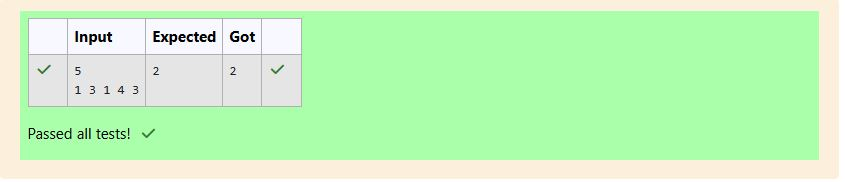 Input Expected Got
5 2 2
1 3 1 4 3
Passed all tests!